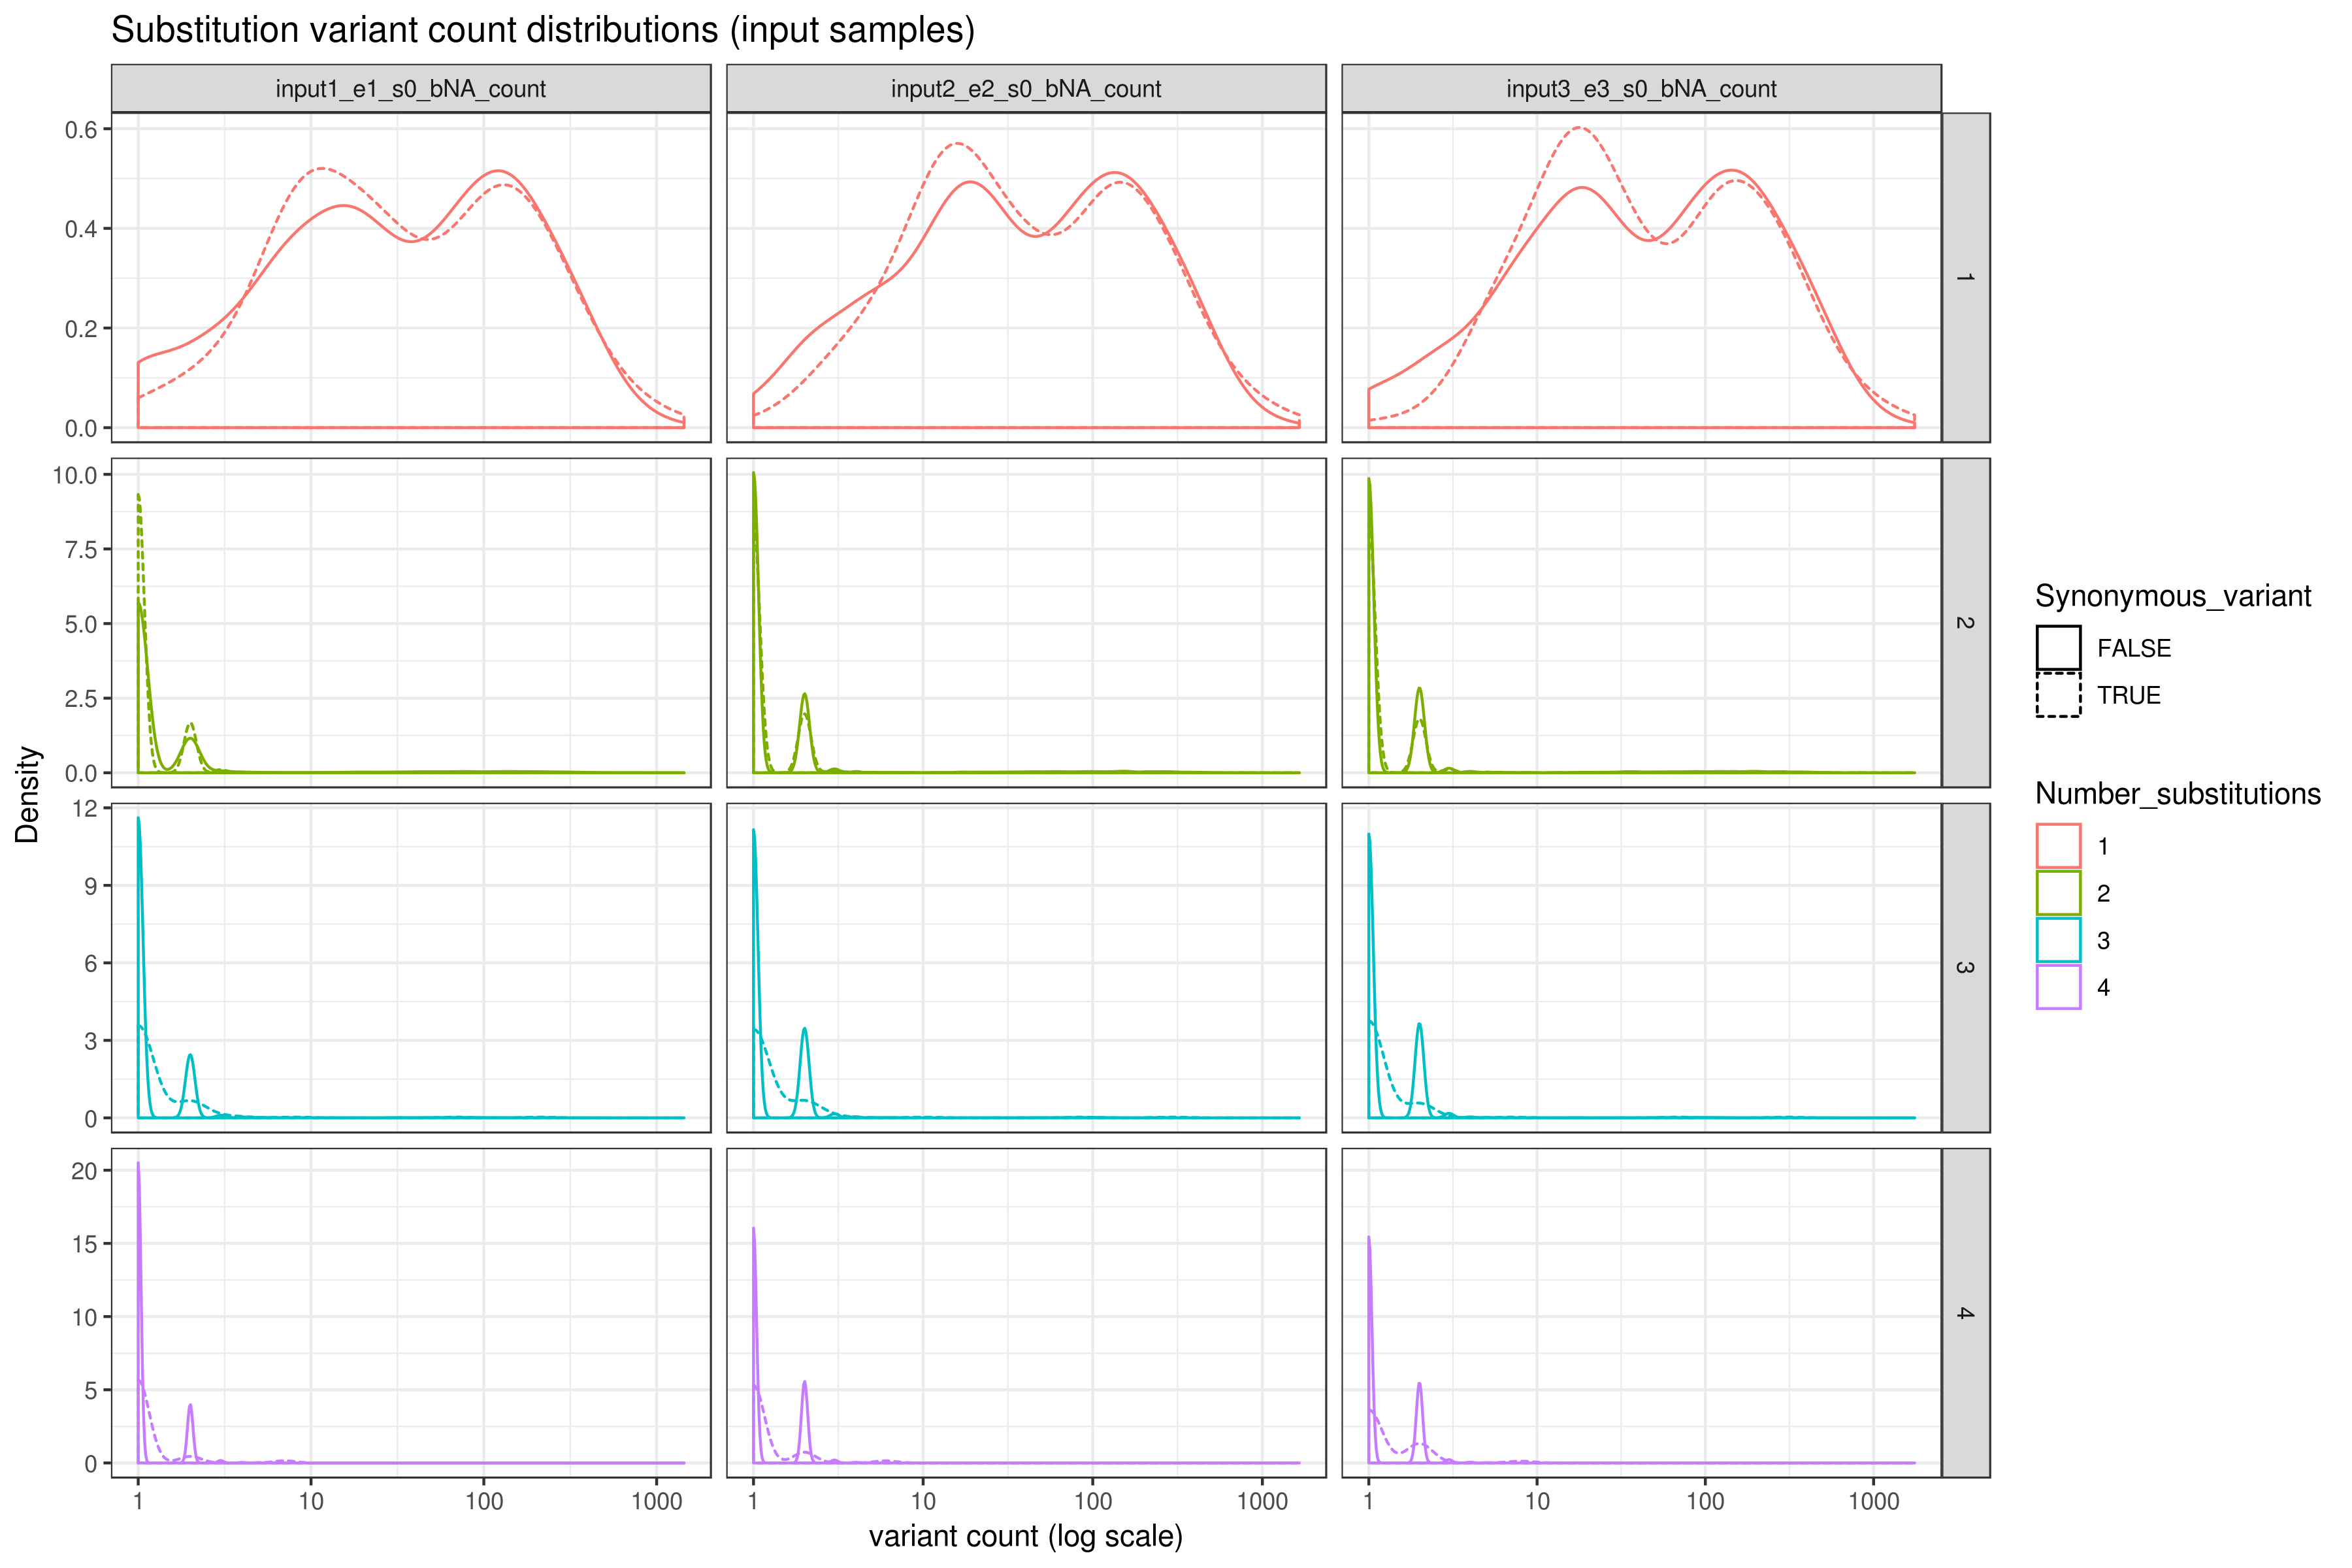 Substitution variant count distributions (input samples)
input1_e1_s0_bNA_count
input2_e2_s0_bNA_count
input3_e3_s0_bNA_count
0.6
0.4
0.2
0.0
1
10.0
7.5
5.0
2.5
0.0
2
12
9
6
3
0
3
20
15
10
5
0
4
1 10 100 1000
1 10 100 1000
1 10 100 1000
variant count (log scale)
Density
Synonymous_variant
FALSE
TRUE
Number_substitutions
1
2
3
4